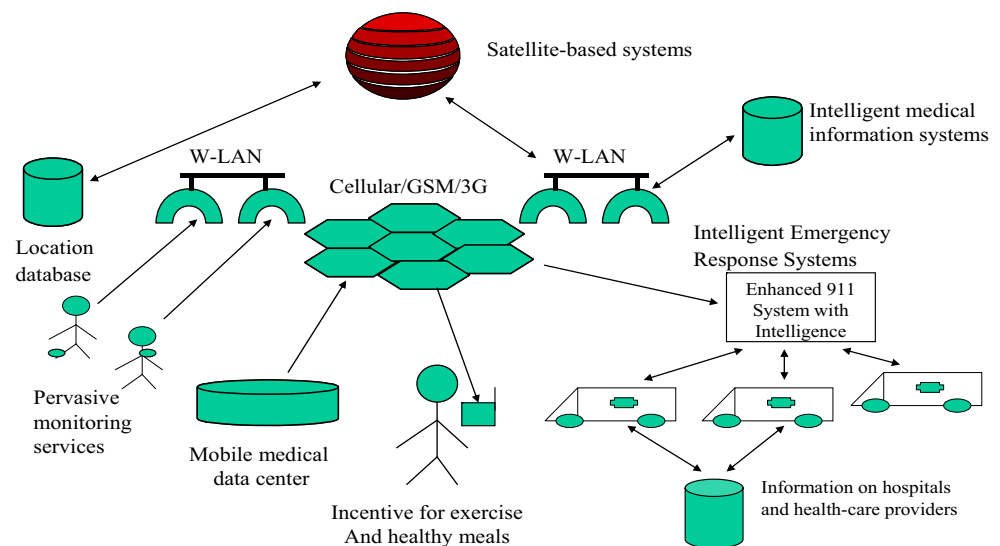 Satellite-based systems
Intelligent medical
information systems
W-LAN
W-LAN
Cellular/GSM/3G
Location
database
Intelligent Emergency
Response Systems
Enhanced 911
System with
Intelligence
Pervasive
monitoring
services
Mobile medical
data center
Incentive for exercise
And healthy meals
Information on hospitals
and health-care providers